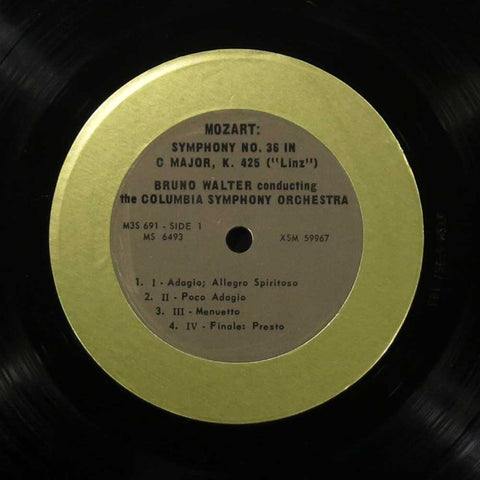 MOZART:
SYMPHONY NO. 36 IN
C MAJOR, K. 425 ("Linz")
BRUNO WALTER conducting
the COLUMBIA SYMPHONY ORCHESTRA
M3S 691 - SIDE 1
MS 6493
XSM 59967
1. I - Adagio; Allegro Spiritoso
2. II - Poco Adagio
3. III - Menuetto
4. IV - Finale: Presto